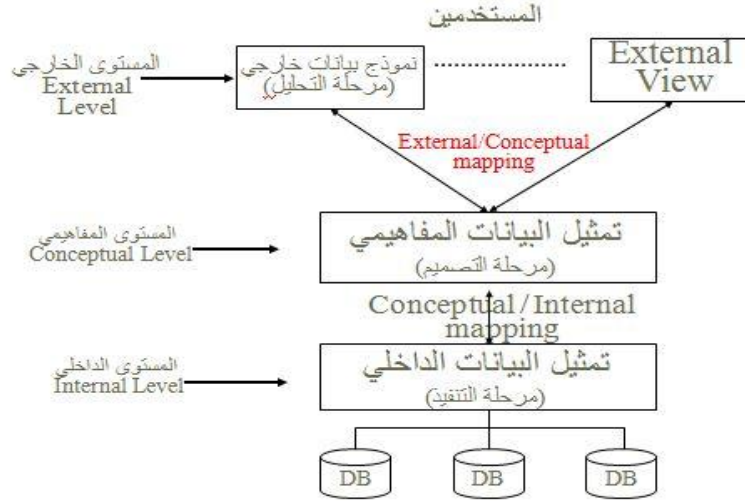 المستخدمين
المستوى الخارجي
External
Level
نموذج بيانات خارجي
(مرحلة التحليل)
....................
External
View
External/Conceptual
mapping
المستوى المفاهيمي
Conceptual Level
تمثيل البيانات المفاهيمي
(مرحلة التصميم)
Conceptual / Internal
mapping
المستوى الداخلي
Internal Level
تمثيل البيانات الداخلي
(مرحلة التنفيذ)
DB
DB
DB